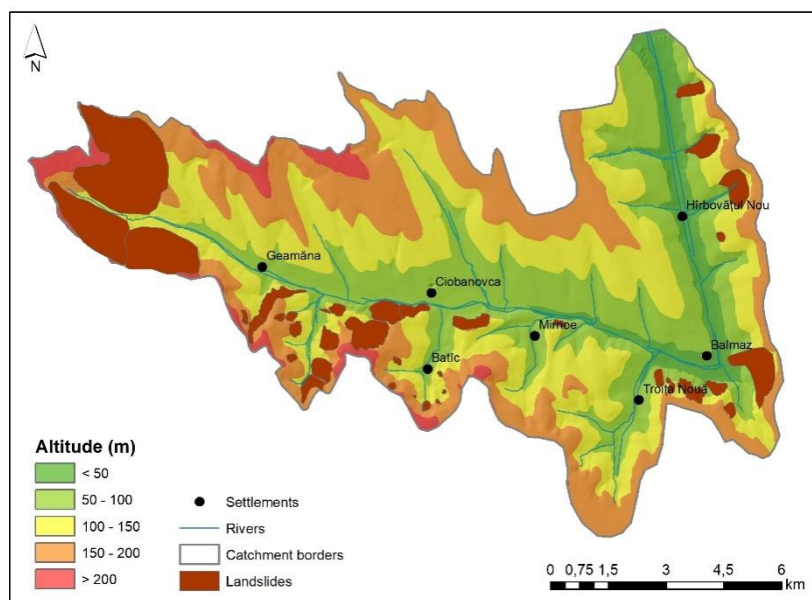 N
Hîrbovățul Nou
Geamăna
Ciobanovca
Mirnoe
Balmaz
Batîc
Troița Nouă
Altitude (m)
< 50
50 - 100
100 - 150
150 - 200
> 200
Settlements
Rivers
Catchment borders
Landslides
0 0,75 1,5 3 4,5 6
km